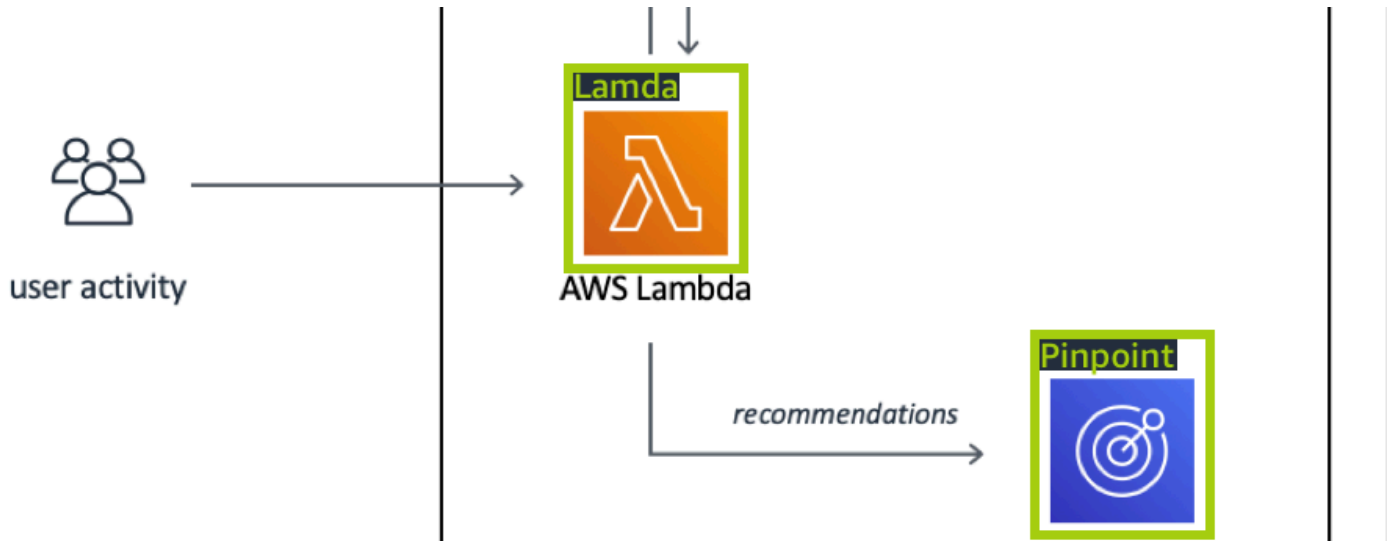 Lamda
user activity
AWS Lambda
Pinpoint
recommendations